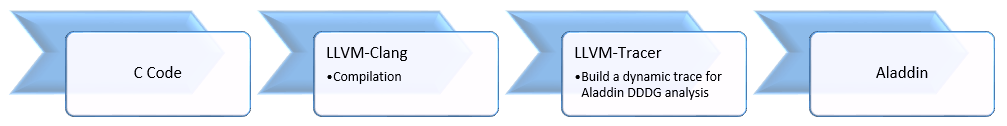 C Code
LLVM-Clang
•Compilation
LLVM-Tracer
•Build a dynamic trace for
Aladdin DDDG analysis
Aladdin